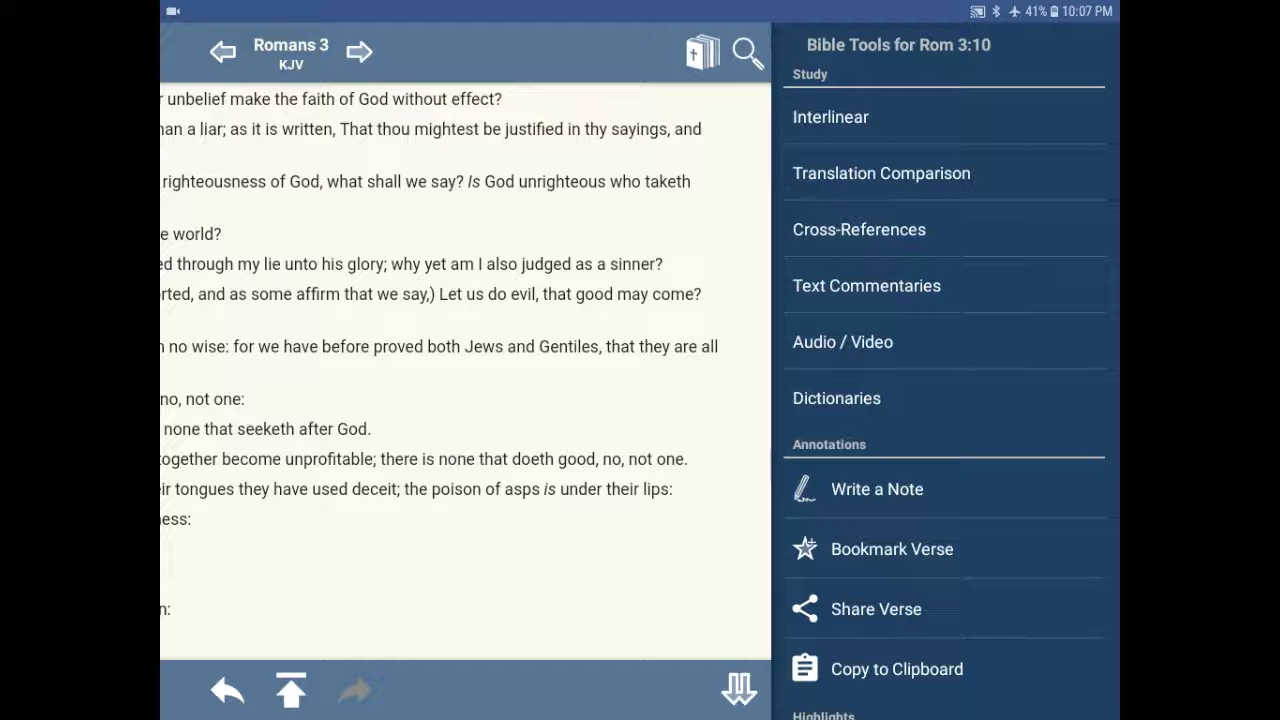 41% 10:07 PM
Romans 3
KJV
unbelief make the faith of God without effect?
an a liar; as it is written, That thou mightest be justified in thy sayings, and
righteousness of God, what shall we say? Is God unrighteous who taketh
e world?
ed through my lie unto his glory; why yet am I also judged as a sinner?
rted, and as some affirm that we say,) Let us do evil, that good may come?
no wise: for we have before proved both Jews and Gentiles, that they are all
no, not one:
none that seeketh after God.
ogether become unprofitable; there is none that doeth good, no, not one.
ir tongues they have used deceit; the poison of asps is under their lips:
ess:
n:
Bible Tools for Rom 3:10
Study
Interlinear
Translation Comparison
Cross-References
Text Commentaries
Audio / Video
Dictionaries
Annotations
Write a Note
Bookmark Verse
Share Verse
Copy to Clipboard
Highlights